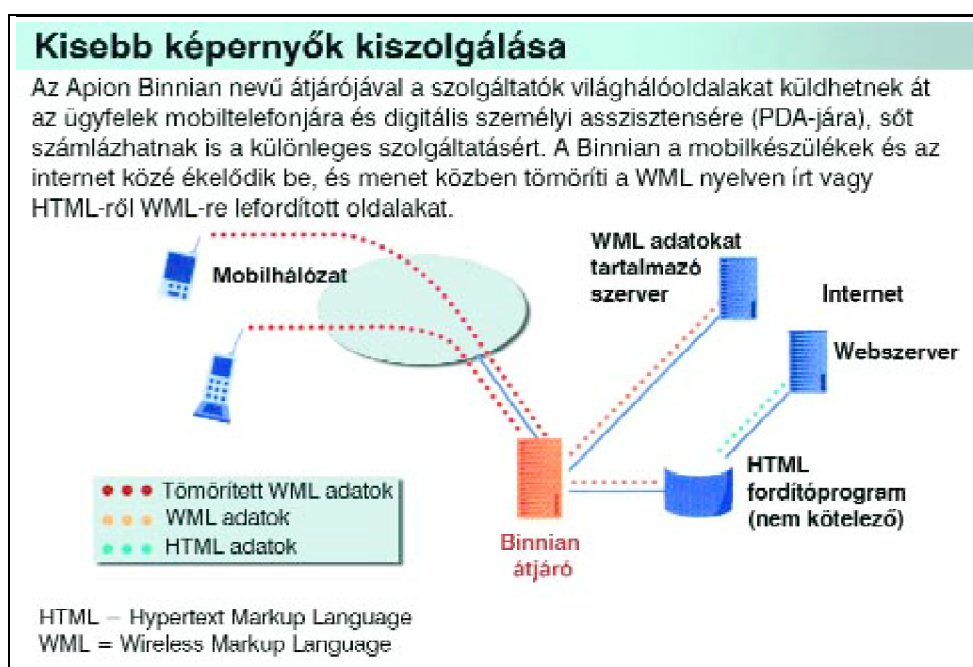 Kisebb képernyők kiszolgálása
Az Apion Binnian nevű átjárójával a szolgáltatók világhálóoldalakat küldhetnek át
az ügyfelek mobiltelefonjára és digitális személyi asszisztensére (PDA-jára), sőt
számlázhatnak is a különleges szolgáltatásért. A Binnian a mobilkészülékek és az
internet közé ékelődik be, és menet közben tömöríti a WML nyelven írt vagy
HTML-ről WML-re lefordított oldalakat.
Mobilhálózat
WML adatokat
tartalmazó
szerver
Internet
Webszerver
HTML
fordítóprogram
(nem kötelező)
Binnian
átjáró
Tömörített WML adatok
WML adatok
HTML adatok
HTML – Hypertext Markup Language
WML = Wireless Markup Language